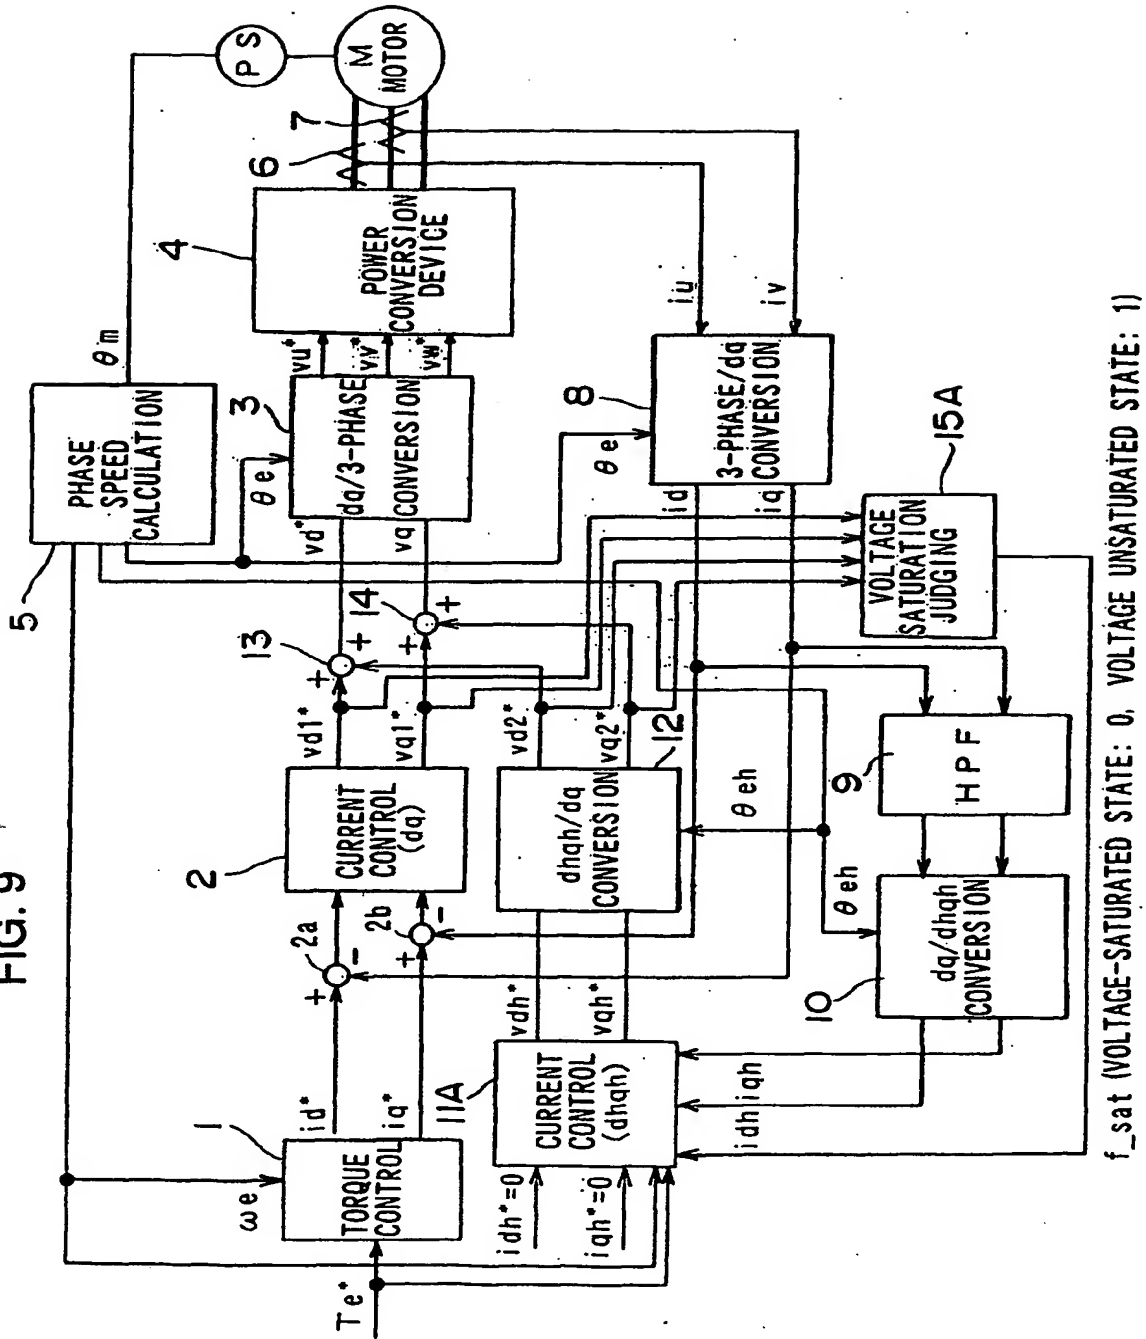 FIG. 9
5
PHASE
SPEED
CALCULATION
θm
PS
M
MOTOR
ωe
Te*
1
TORQUE
CONTROL
id*
iq*
+
2a
-
+
2b
-
2
CURRENT
CONTROL
(dq)
vd1*
vq1*
+
13
+
+
14
+
vd*
vq
θe
3
dq/3-PHASE
CONVERSION
vu*
vv*
vw*
4
POWER
CONVERSION
DEVICE
6
7
idh*=0
iqh*=0
11A
CURRENT
CONTROL
(dhqh)
vdh*
vqh*
dhqh/dq
CONVERSION
12
vd2*
vq2*
θeh
θe
8
3-PHASE/dq
CONVERSION
iu
iv
id
iq
idh
iqh
10
dq/dhqh
CONVERSION
θeh
9
HPF
VOLTAGE
SATURATION
JUDGING
15A
f_sat (VOLTAGE-SATURATED STATE: 0, VOLTAGE UNSATURATED STATE: 1)